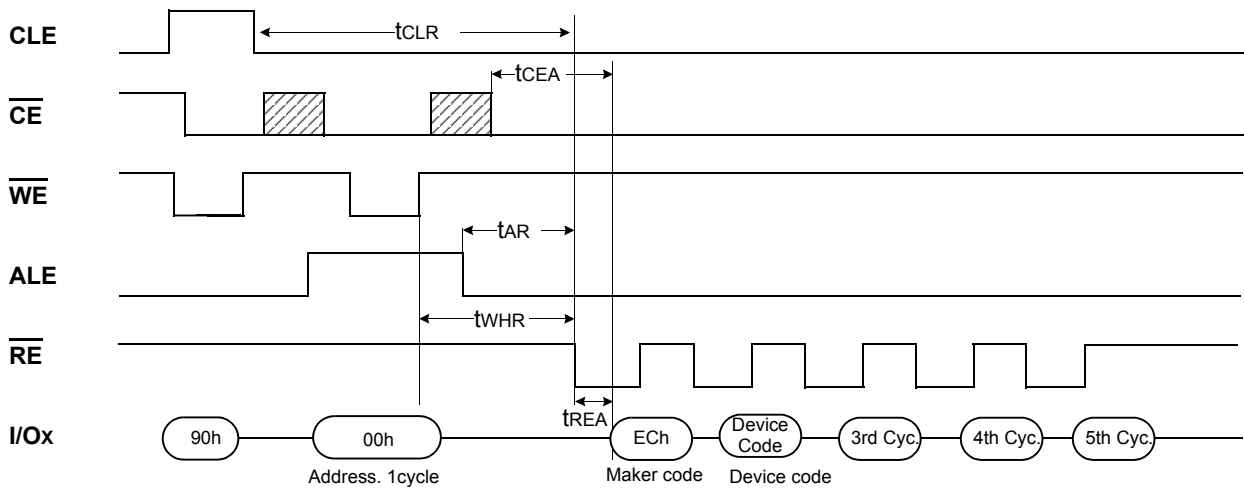 CLE
tCLR
tCEA
CE
WE
tAR
ALE
tWHR
RE
tREA
I/Ox
90h
00h
ECh
Device
Code
3rd Cyc.
4th Cyc.
5th Cyc.
Address. 1cycle
Maker code
Device code